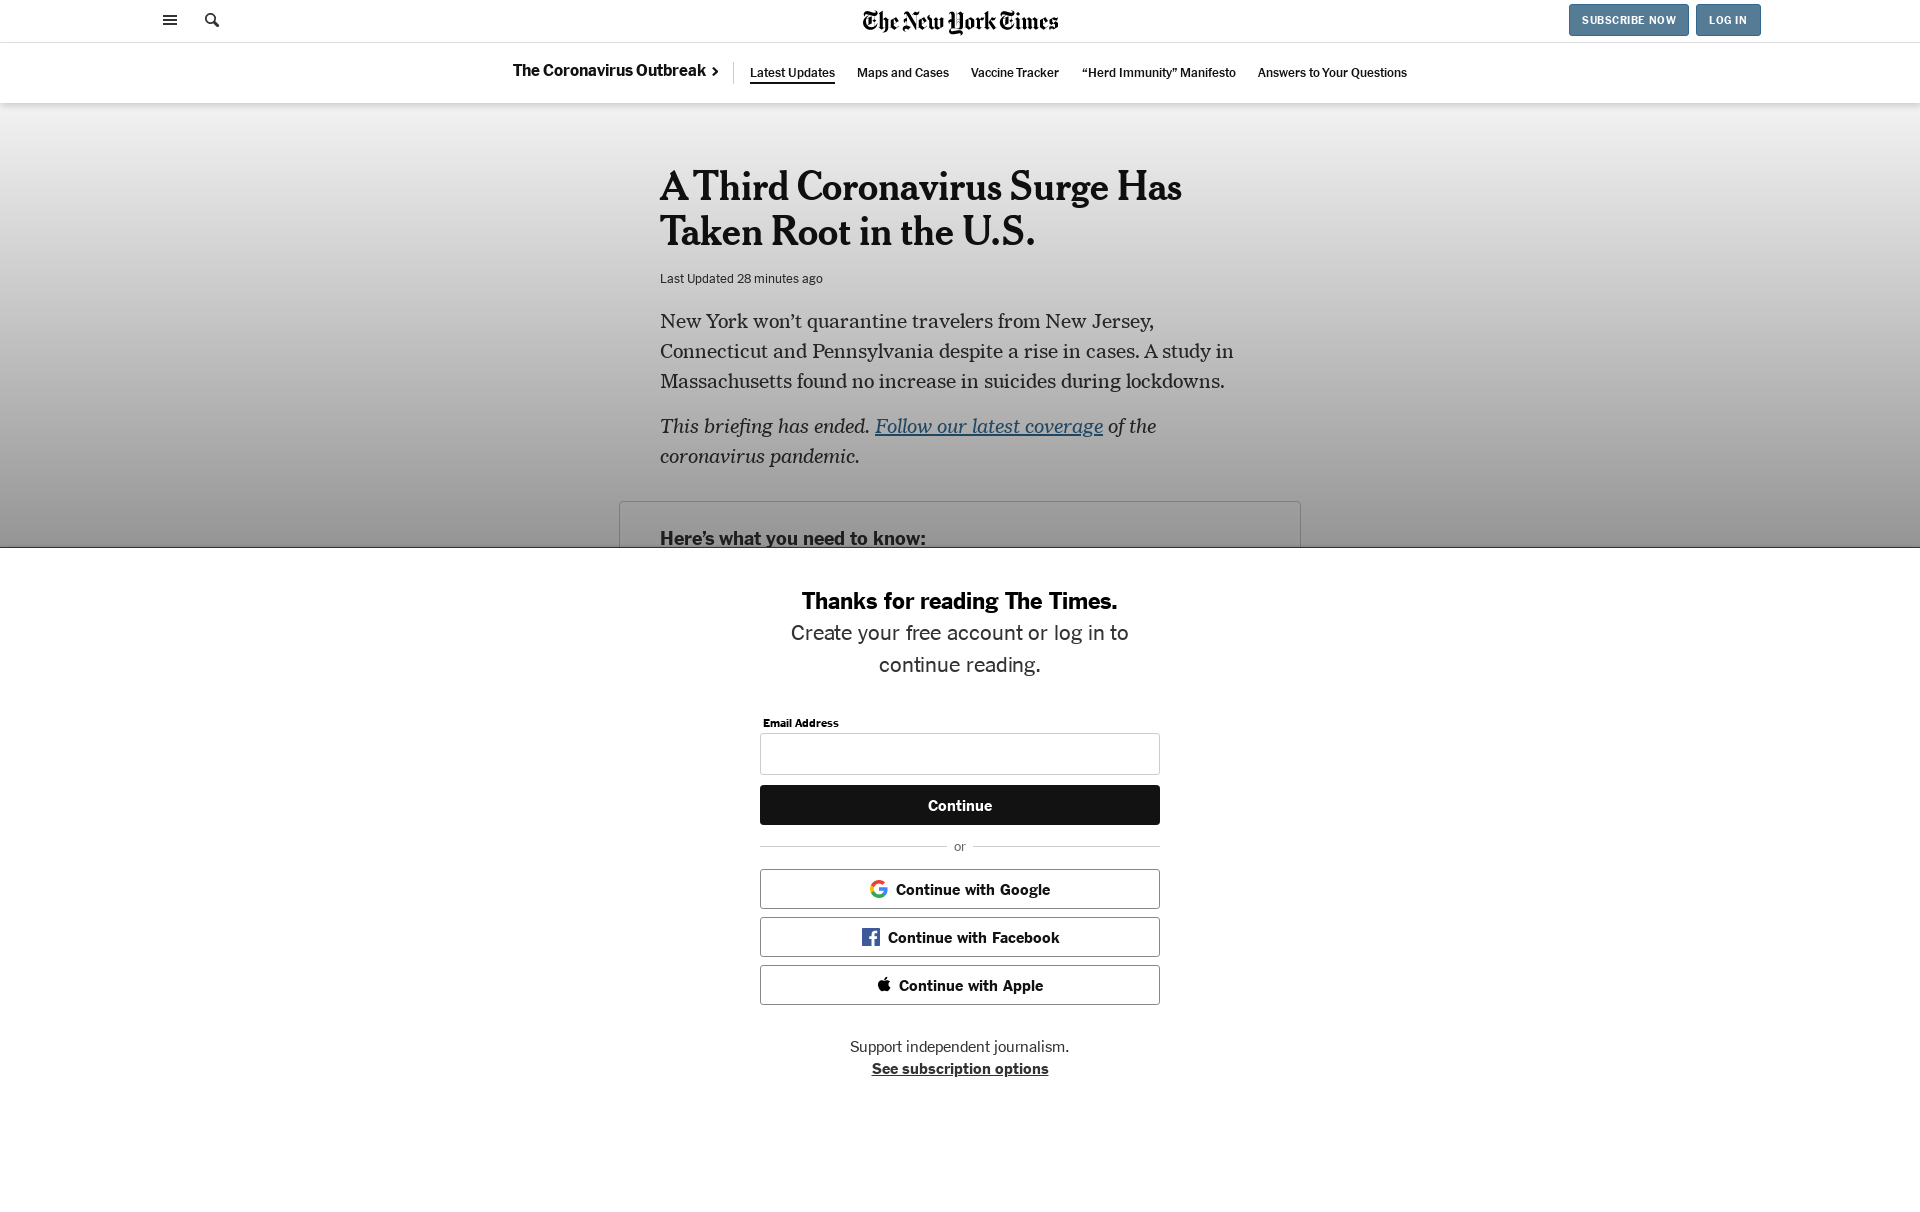 The New York Times
SUBSCRIBE NOW
LOG IN
The Coronavirus Outbreak
Latest Updates
Maps and Cases
Vaccine Tracker
“Herd Immunity” Manifesto
Answers to Your Questions
A Third Coronavirus Surge Has
Taken Root in the U.S.
Last Updated 28 minutes ago
New York won’t quarantine travelers from New Jersey,
Connecticut and Pennsylvania despite a rise in cases. A study in
Massachusetts found no increase in suicides during lockdowns.
This briefing has ended. Follow our latest coverage of the
coronavirus pandemic.
Here’s what you need to know:
Thanks for reading The Times.
Create your free account or log in to
continue reading.
Email Address
Continue
or
Continue with Google
Continue with Facebook
Continue with Apple
Support independent journalism.
See subscription options